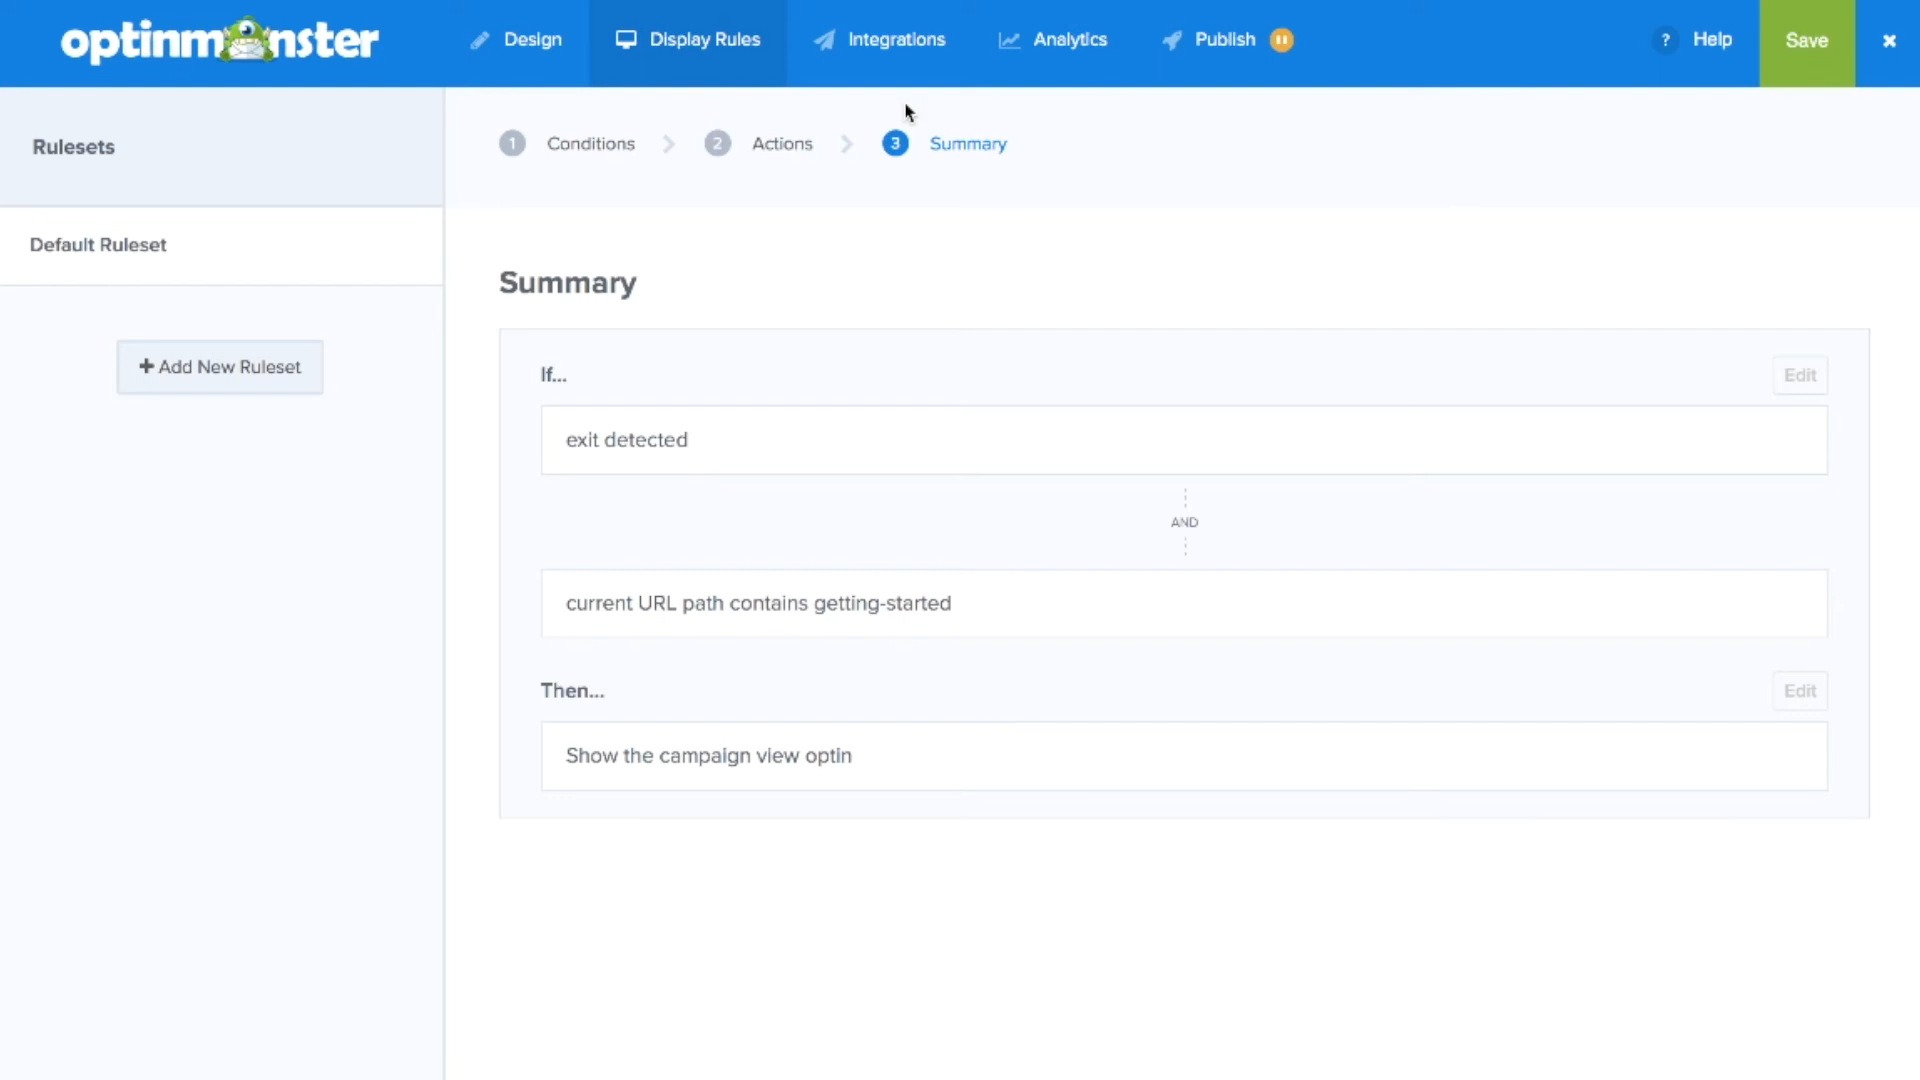 optinmonster
Design
Display Rules
Integrations
Analytics
Publish
? Help
Save
Rulesets
1 Conditions
2 Actions
3 Summary
Default Ruleset
Add New Ruleset
Summary
If...
Edit
exit detected
AND
current URL path contains getting-started
Then...
Edit
Show the campaign view optin